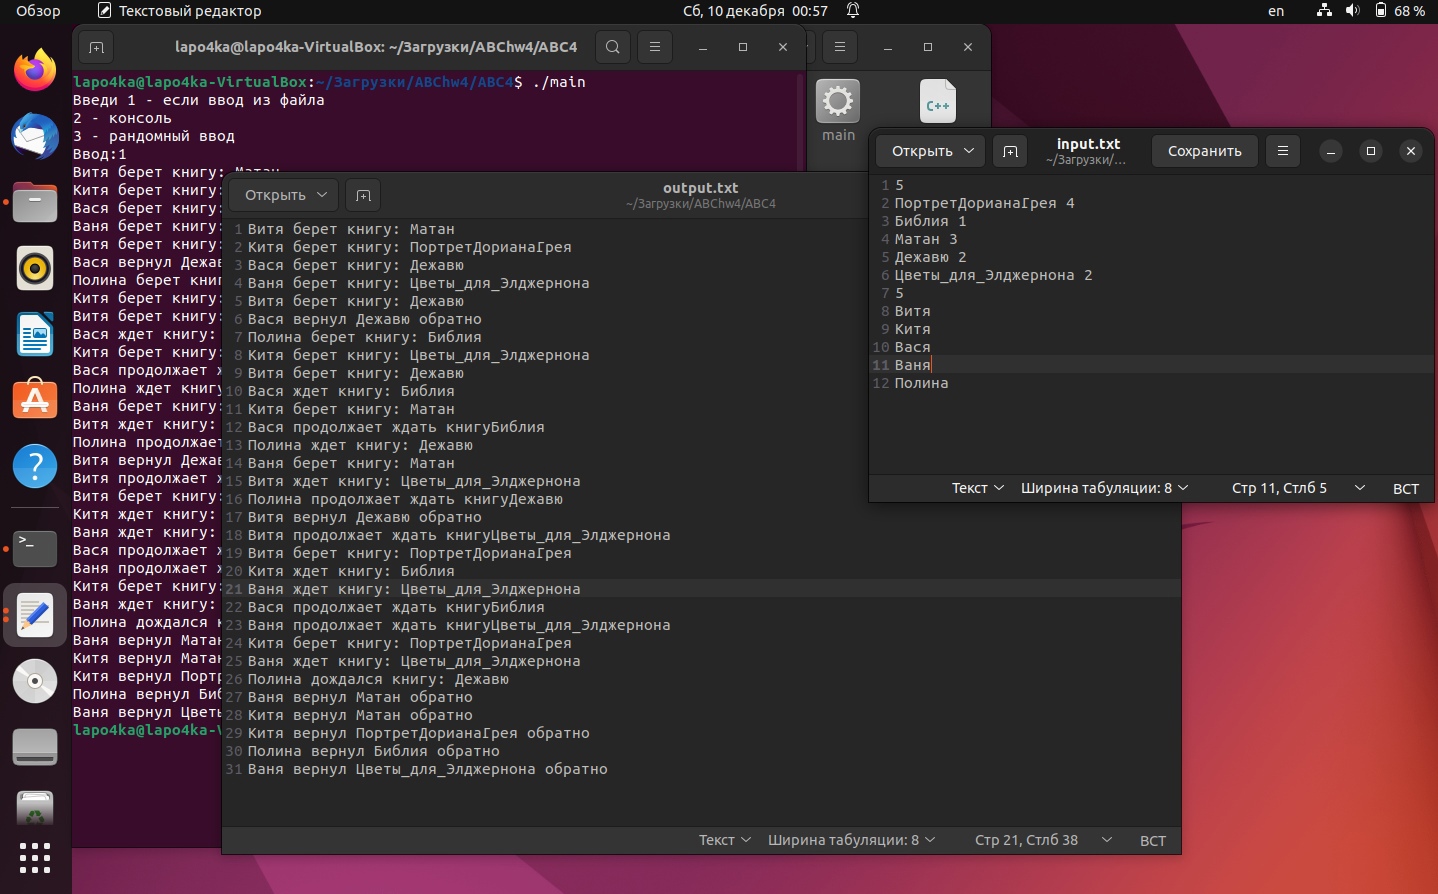 Обзор
Текстовый редактор
Сб, 10 декабря 00:57
en
68 %
lapo4ka@lapo4ka-VirtualBox: ~/Загрузки/ABChw4/ABC4
lapo4ka@lapo4ka-VirtualBox:~/Загрузки/ABChw4/ABC4$ ./main
Введи 1 - если ввод из файла
2 - консоль
3 - рандомный ввод
Ввод:1
Витя берет книгу: Матан
Китя берет книгу:
Вася берет книгу:
Ваня берет книгу:
Витя берет книгу:
Вася вернул Дежав
Полина берет книг
Китя берет книгу:
Витя берет книгу:
Вася ждет книгу:
Китя берет книгу:
Вася продолжает ж
Полина ждет книгу
Ваня берет книгу:
Витя ждет книгу:
Полина продолжает
Витя вернул Дежав
Витя продолжает ж
Витя берет книгу:
Китя ждет книгу:
Ваня ждет книгу:
Вася продолжает ж
Ваня продолжает ж
Китя берет книгу:
Ваня ждет книгу:
Полина дождался к
Ваня вернул Матан
Китя вернул Матан
Китя вернул Портр
Полина вернул Биб
Ваня вернул Цветы
lapo4ka@lapo4ka-V
main
C++
Открыть
output.txt
~/Загрузки/ABChw4/ABC4
1 Витя берет книгу: Матан
2 Китя берет книгу: ПортретДорианаГрея
3 Вася берет книгу: Дежавю
4 Ваня берет книгу: Цветы_для_Элджернона
5 Витя берет книгу: Дежавю
6 Вася вернул Дежавю обратно
7 Полина берет книгу: Библия
8 Китя берет книгу: Цветы_для_Элджернона
9 Витя берет книгу: Дежавю
10 Вася ждет книгу: Библия
11 Китя берет книгу: Матан
12 Вася продолжает ждать книгуБиблия
13 Полина ждет книгу: Дежавю
14 Ваня берет книгу: Матан
15 Витя ждет книгу: Цветы_для_Элджернона
16 Полина продолжает ждать книгуДежавю
17 Витя вернул Дежавю обратно
18 Витя продолжает ждать книгуЦветы_для_Элджернона
19 Витя берет книгу: ПортретДорианаГрея
20 Китя ждет книгу: Библия
21 Ваня ждет книгу: Цветы_для_Элджернона
22 Вася продолжает ждать книгуБиблия
23 Ваня продолжает ждать книгуЦветы_для_Элджернона
24 Китя берет книгу: ПортретДорианаГрея
25 Ваня ждет книгу: Цветы_для_Элджернона
26 Полина дождался книгу: Дежавю
27 Ваня вернул Матан обратно
28 Китя вернул Матан обратно
29 Китя вернул ПортретДорианаГрея обратно
30 Полина вернул Библия обратно
31 Ваня вернул Цветы_для_Элджернона обратно
Текст
Ширина табуляции: 8
Стр 21, Стлб 38
ВСТ
Открыть
input.txt
~/Загрузки/…
Сохранить
1 5
2 ПортретДорианаГрея 4
3 Библия 1
4 Матан 3
5 Дежавю 2
6 Цветы_для_Элджернона 2
7 5
8 Витя
9 Китя
10 Вася
11 Ваня
12 Полина
Текст
Ширина табуляции: 8
Стр 11, Стлб 5
ВСТ